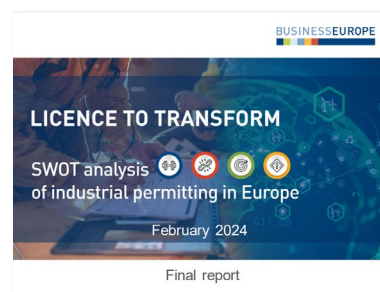 BUSINESSEUROPE
LICENCE TO TRANSFORM
SWOT analysis
of industrial permitting in Europe
February 2024
Final report